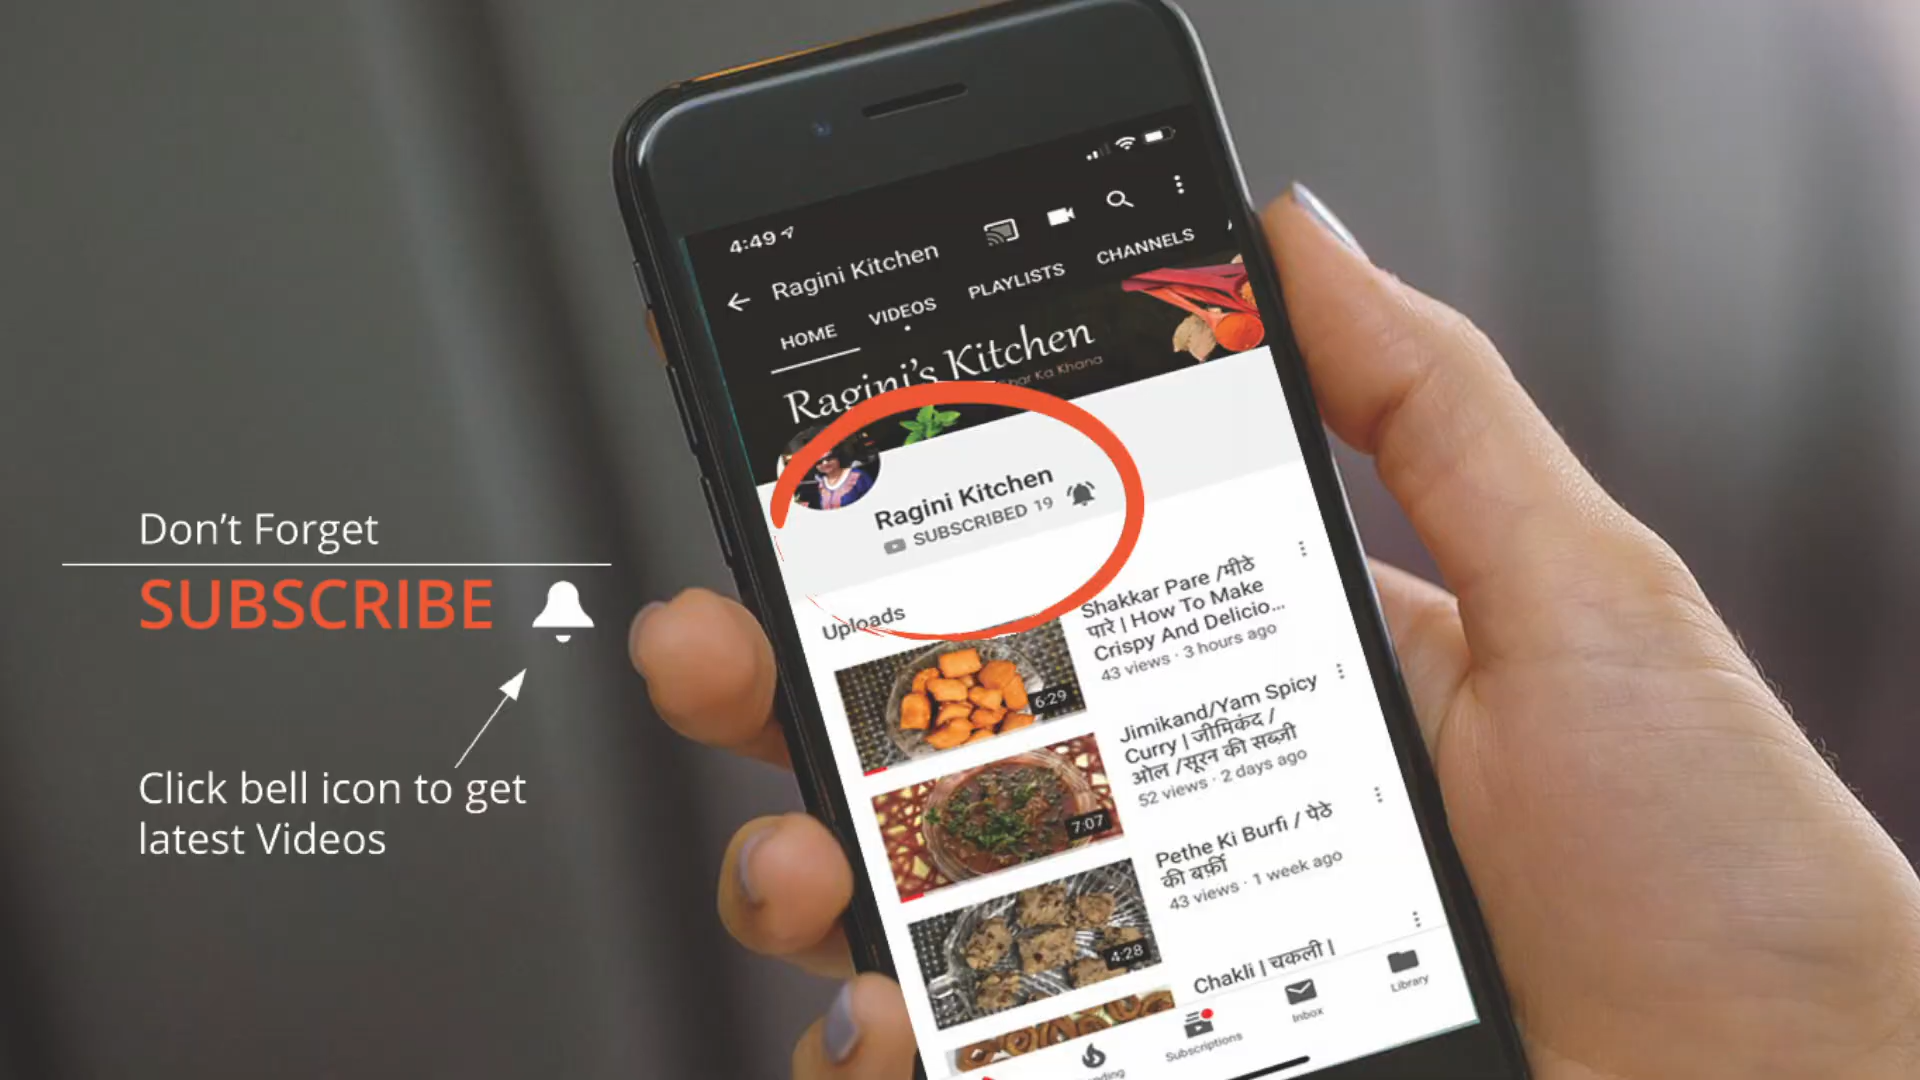 Don't Forget
SUBSCRIBE
Click bell icon to get
latest Videos
4:49
Ragini Kitchen
HOME VIDEOS PLAYLISTS CHANNELS
Ragini's Kitchen
Ghar Ka Khana
Ragini Kitchen
SUBSCRIBED 19
Uploads
Shakkar Pare /मीठे
पारे | How To Make
Crispy And Delicio...
43 views · 3 hours ago
6:29
Jimikand/Yam Spicy
Curry | जीमिकंद /
ओल /सूरन की सब्ज़ी
52 views · 2 days ago
7:07
Pethe Ki Burfi / पेठे
की बर्फ़ी
43 views · 1 week ago
4:28
Chakli | चकली |
Subscriptions Inbox Library